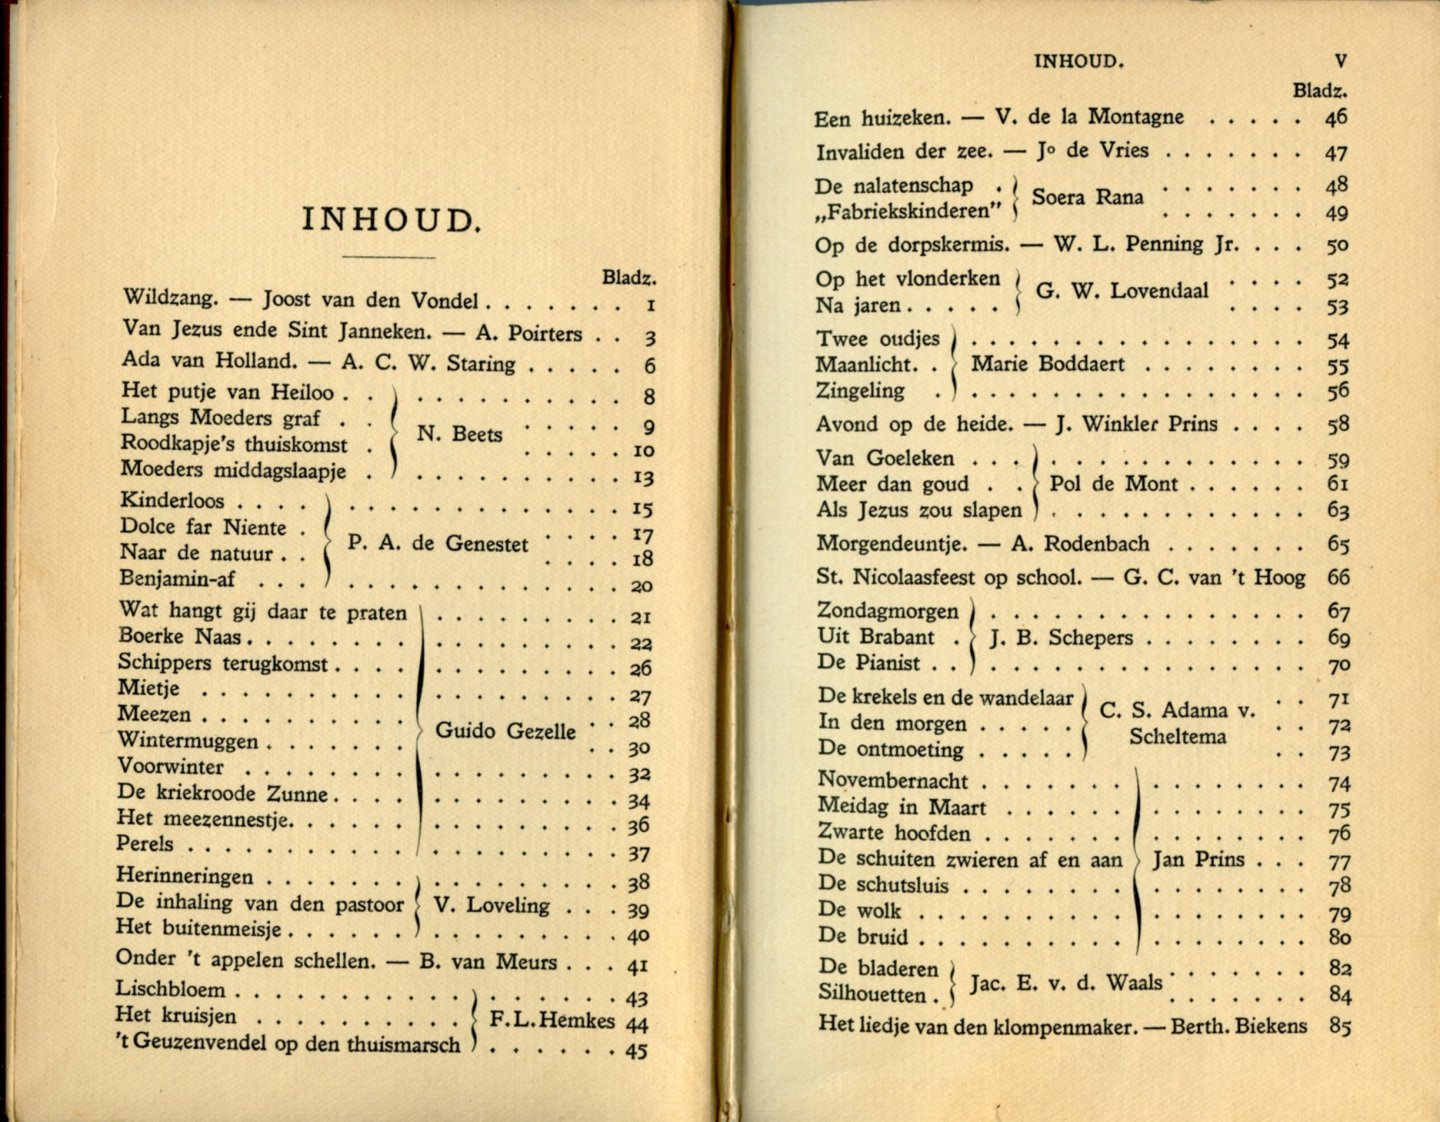 INHOUD.
Bladz.
Wildzang. — Joost van den Vondel . . . . . . . 1
Van Jezus ende Sint Janneken. — A. Poirters . . 3
Ada van Holland. — A. C. W. Staring . . . . . 6
Het putje van Heiloo . . . . . . . . . . . . 8
Langs Moeders graf . . . . . . . 9
N. Beets
Roodkapje's thuiskomst . . . . . . 10
Moeders middagslaapje . . . . . . . . . . . 13
Kinderloos . . . . . . . . . . . . . . . . . 15
Dolce far Niente . . . . . 17
P. A. de Genestet
Naar de natuur . . . . . . 18
Benjamin-af . . . . . . . . . . . . . . . . 20
Wat hangt gij daar te praten . . . . . . . . . 21
Boerke Naas . . . . . . . . . . . . . . . . . 22
Schippers terugkomst . . . . . . . . . . . . . 26
Mietje . . . . . . . . . . . . . . . . . . . 27
Meezen . . . . . . . . . . . . 28
Guido Gezelle
Wintermuggen . . . . . . . . . 30
Voorwinter . . . . . . . . . . . . . . . . . 32
De kriekroode Zunne . . . . . . . . . . . . . 34
Het meezennestje. . . . . . . . . . . . . . . 36
Perels . . . . . . . . . . . . . . . . . . . 37
Herinneringen . . . . . . . . . . . . . . . . 38
De inhaling van den pastoor V. Loveling . . . 39
Het buitenmeisje . . . . . . . . . . . . . . . 40
Onder 't appelen schellen. — B. van Meurs . . . 41
Lischbloem . . . . . . . . . . . . . . . . . 43
Het kruisjen . . . . . . . . . . F. L. Hemkes 44
't Geuzenvendel op den thuismarsch . . . . . . 45
INHOUD. V
Bladz.
Een huizeken. — V. de la Montagne . . . . . 46
Invaliden der zee. — Jo de Vries . . . . . . . 47
De nalatenschap . . . . . . . . 48
Soera Rana
„Fabriekskinderen” . . . . . . . 49
Op de dorpskermis. — W. L. Penning Jr. . . . 50
Op het vlonderken . . . . 52
G. W. Lovendaal
Na jaren . . . . . . . . . 53
Twee oudjes . . . . . . . . . . . . . . . . 54
Maanlicht. . . Marie Boddaert . . . . . . . . 55
Zingeling . . . . . . . . . . . . . . . . . 56
Avond op de heide. — J. Winkler Prins . . . . 58
Van Goeleken . . . . . . . . . . . . . . . 59
Meer dan goud . . Pol de Mont . . . . . . 61
Als Jezus zou slapen . . . . . . . . . . . . 63
Morgendeuntje. — A. Rodenbach . . . . . . . 65
St. Nicolaasfeest op school. — G. C. van 't Hoog 66
Zondagmorgen . . . . . . . . . . . . . . . 67
Uit Brabant . J. B. Schepers . . . . . . . . 69
De Pianist . . . . . . . . . . . . . . . . . 70
De krekels en de wandelaar . . 71
C. S. Adama v.
In den morgen . . . . . . . 72
Scheltema
De ontmoeting . . . . . . . 73
Novembernacht . . . . . . . . . . . . . . . 74
Meidag in Maart . . . . . . . . . . . . . . 75
Zwarte hoofden . . . . . . . . . . . . . . . 76
De schuiten zwieren af en aan Jan Prins . . . 77
De schutsluis . . . . . . . . . . . . . . . . 78
De wolk . . . . . . . . . . . . . . . . . . 79
De bruid . . . . . . . . . . . . . . . . . . 80
De bladeren . . . . . . . 82
Jac. E. v. d. Waals
Silhouetten . . . . . . . . 84
Het liedje van den klompenmaker. — Berth. Biekens 85